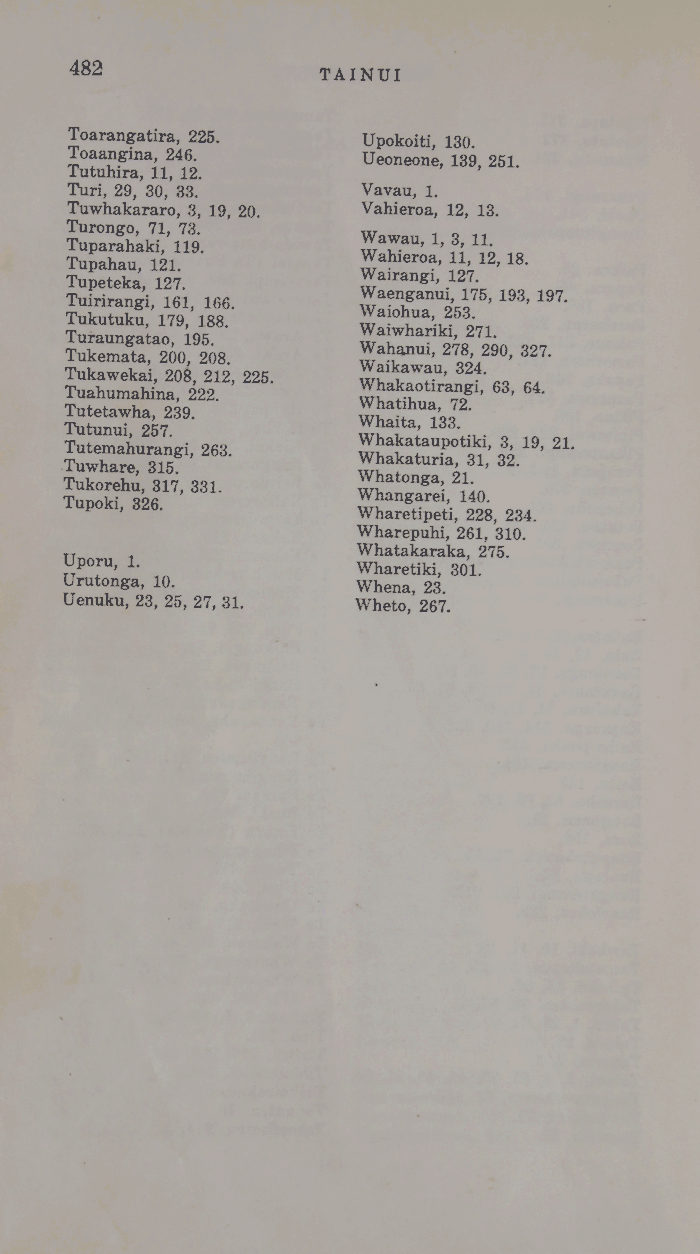 482
TAINUI
Toarangatira, 225.
Toaangina, 246.
Tutuhira, 11, 12.
Turi, 29, 30, 33.
Tuwhakararo, 3, 19, 20.
Turongo, 71, 73.
Tuparahaki, 119.
Tupahau, 121.
Tupeteka, 127.
Tuirirangi, 161, 166.
Tukutuku, 179, 188.
Turaungatao, 195.
Tukemata, 200, 208.
Tukawekai, 208, 212, 225.
Tuahumahina, 222.
Tutetawha, 239.
Tutunui, 257.
Tutemahurangi, 263.
Tuwhare, 315.
Tukorehu, 317, 331.
Tupoki, 326.
Uporu, 1.
Urutonga, 10.
Uenuku, 23, 25, 27, 31.
Upokoiti, 130.
Ueoneone, 139, 251.
Vavau, 1.
Vahieroa, 12, 13.
Wawau, 1, 3, 11.
Wahieroa, 11, 12, 18.
Wairangi, 127.
Waenganui, 175, 193, 197.
Waiohua, 253.
Waiwhariki, 271.
Wahanui, 278, 290, 327.
Waikawau, 324.
Whakaotirangi, 63, 64.
Whatihua, 72.
Whaita, 133.
Whakataupotiki, 3, 19, 21.
Whakaturia, 31, 32.
Whatonga, 21.
Whangarei, 140.
Wharetipeti, 228, 234.
Wharepuhi, 261, 310.
Whatakaraka, 275.
Wharetiki, 301.
Whena, 23.
Wheto, 267.